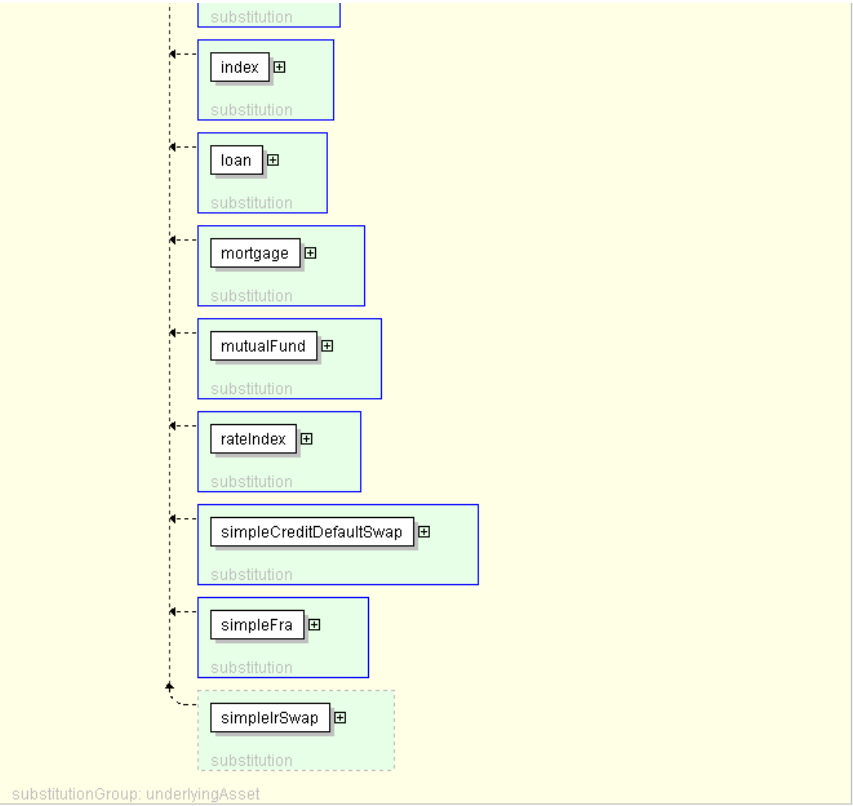 substitution
index
substitution
loan
substitution
mortgage
substitution
mutualFund
substitution
rateIndex
substitution
simpleCreditDefaultSwap
substitution
simpleFra
substitution
simpleIrSwap
substitution
substitutionGroup: underlyingAsset